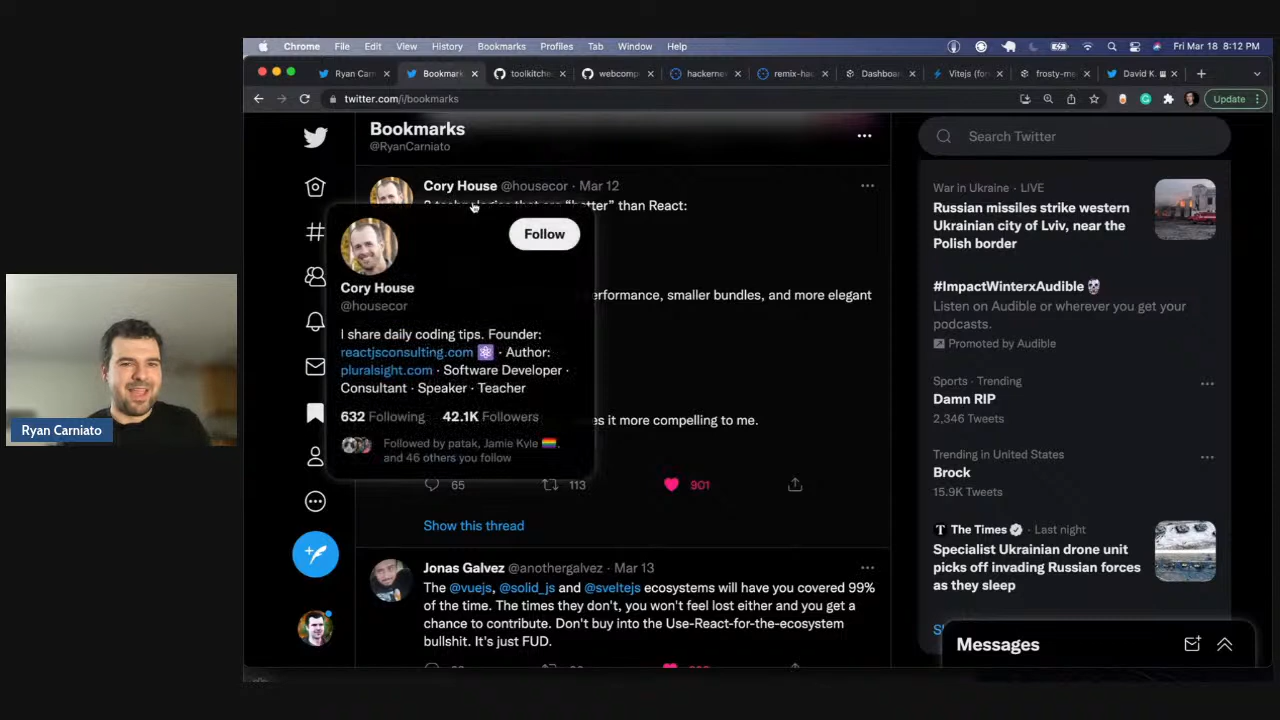 Chrome File Edit View History Bookmarks Profiles Tab Window Help
Fri Mar 18 8:12 PM
Ryan Carn
Bookmark
toolkitche
webcomp
hackerne
remix-hac
Dashboar
Vitejs (for
frosty-me
David K.
twitter.com/i/bookmarks
Update
Bookmarks
@RyanCarniato
Search Twitter
Cory House @housecor · Mar 12
"better" than React:
Follow
Cory House
@housecor
erformance, smaller bundles, and more elegant
I share daily coding tips. Founder:
reactjsconsulting.com ⚛ · Author:
pluralsight.com · Software Developer ·
Consultant · Speaker · Teacher
632 Following 42.1K Followers
es it more compelling to me.
Followed by patak, Jamie Kyle 🏳️‍🌈,
and 46 others you follow
65 113 901
Show this thread
Jonas Galvez @anothergalvez · Mar 13
The @vuejs, @solid_js and @sveltejs ecosystems will have you covered 99%
of the time. The times they don't, you won't feel lost either and you get a
chance to contribute. Don't buy into the Use-React-for-the-ecosystem
bullshit. It's just FUD.
War in Ukraine · LIVE
Russian missiles strike western
Ukrainian city of Lviv, near the
Polish border
#ImpactWinterxAudible
Listen on Audible or wherever you get your
podcasts.
Promoted by Audible
Sports · Trending
Damn RIP
2,346 Tweets
Trending in United States
Brock
15.9K Tweets
T The Times · Last night
Specialist Ukrainian drone unit
picks off invading Russian forces
as they sleep
Messages
Ryan Carniato